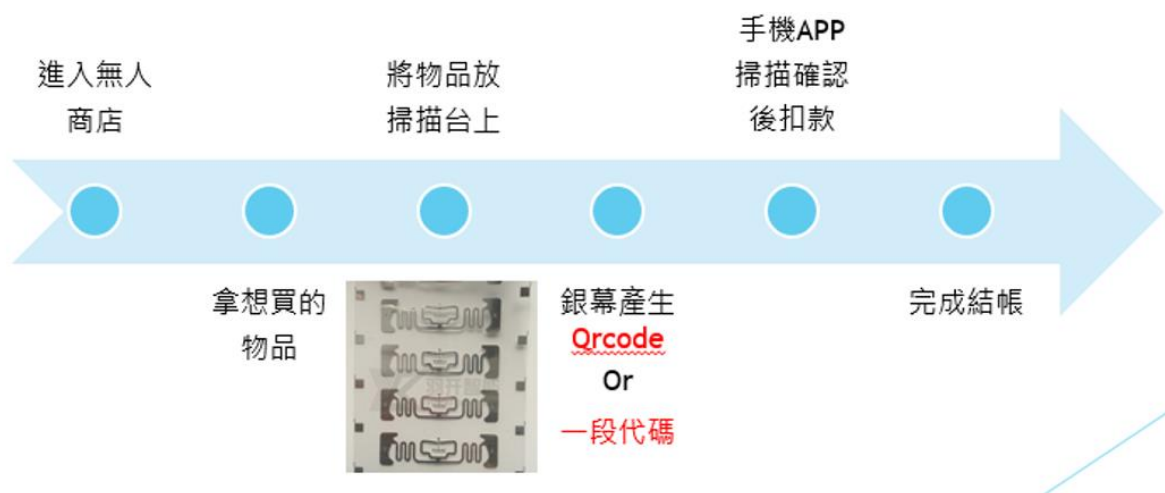 進入無人
商店
拿想買的
物品
將物品放
掃描台上
銀幕產生
Qrcode
Or
一段代碼
手機APP
掃描確認
後扣款
完成結帳